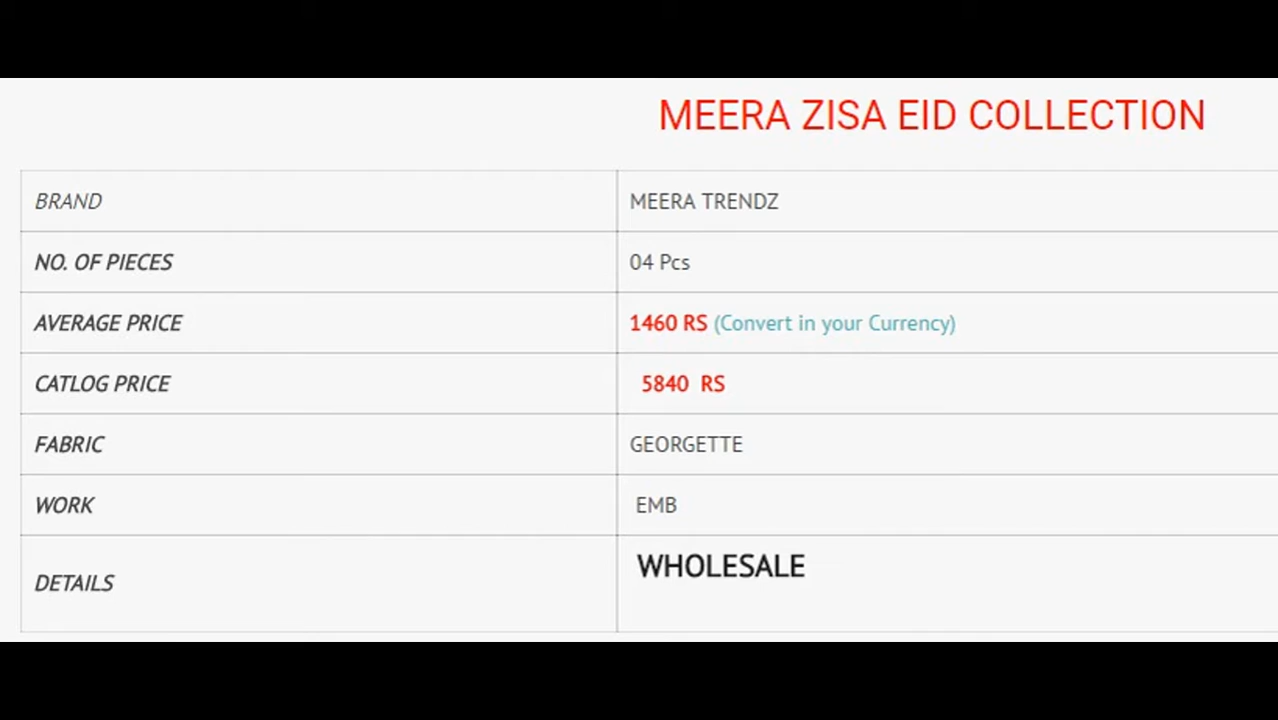 MEERA ZISA EID COLLECTION
BRAND MEERA TRENDZ
NO. OF PIECES 04 Pcs
AVERAGE PRICE 1460 RS (Convert in your Currency)
CATLOG PRICE 5840 RS
FABRIC GEORGETTE
WORK EMB
DETAILS WHOLESALE